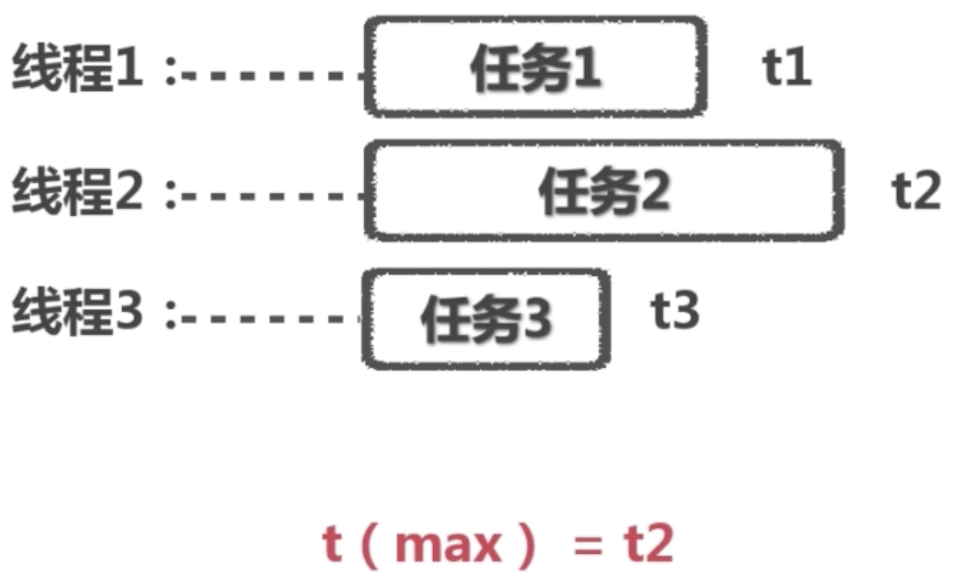 线程1 : 任务1 t1
线程2 : 任务2 t2
线程3 : 任务3 t3
t ( max ) = t2